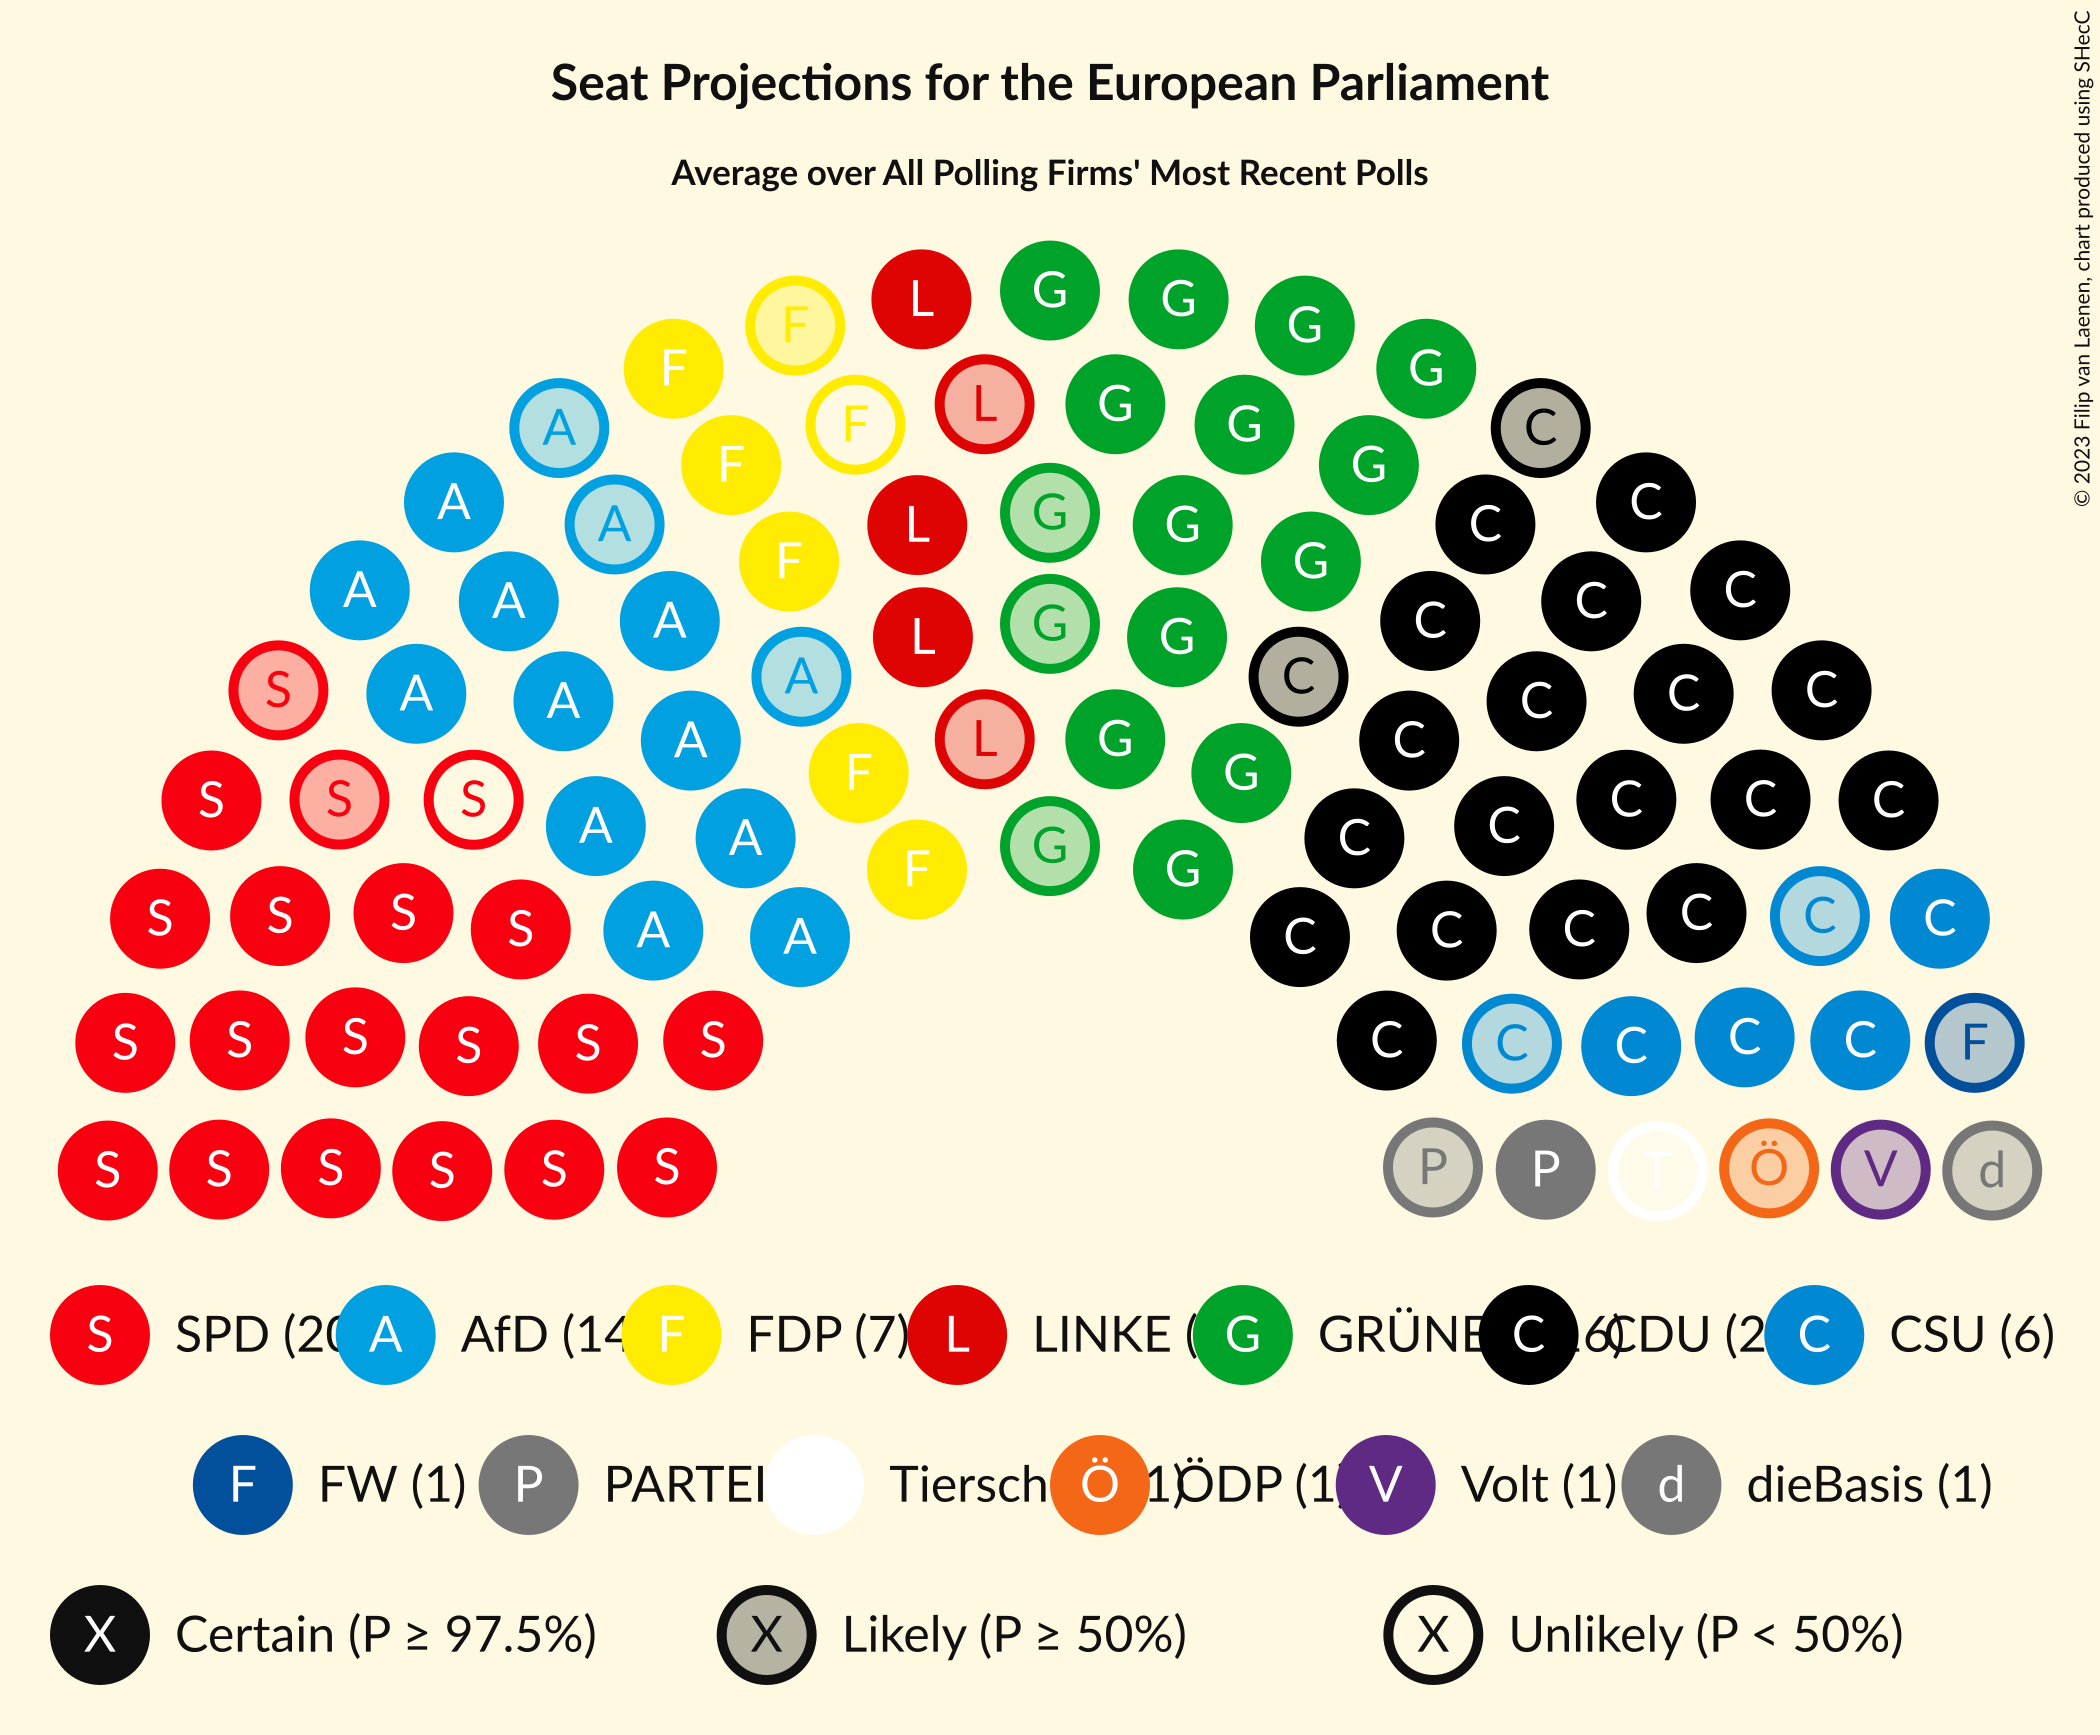 Seat Projections for the European Parliament
Average over All Polling Firms' Most Recent Polls
© 2023 Filip van Laenen, chart produced using SHecC
F L G G G
F G
A F L G G C
F G
A A L G G C C
F G
A A A L G G C C C
S A A A C C C C
A L G C
F G
S S S A C C C C
A G C
F G
S S S S A A C C C C C C
S S S S S S C C C C C F
S S S S S S P P T Ö V d
S SPD (20 A AfD (14 F FDP (7) L LINKE ( G GRÜNE C 6) CDU (2 C CSU (6)
F FW (1) P PARTEI Tiersch Ö 1) ÖDP (1) V Volt (1) d dieBasis (1)
X Certain (P ≥ 97.5%) X Likely (P ≥ 50%) X Unlikely (P < 50%)